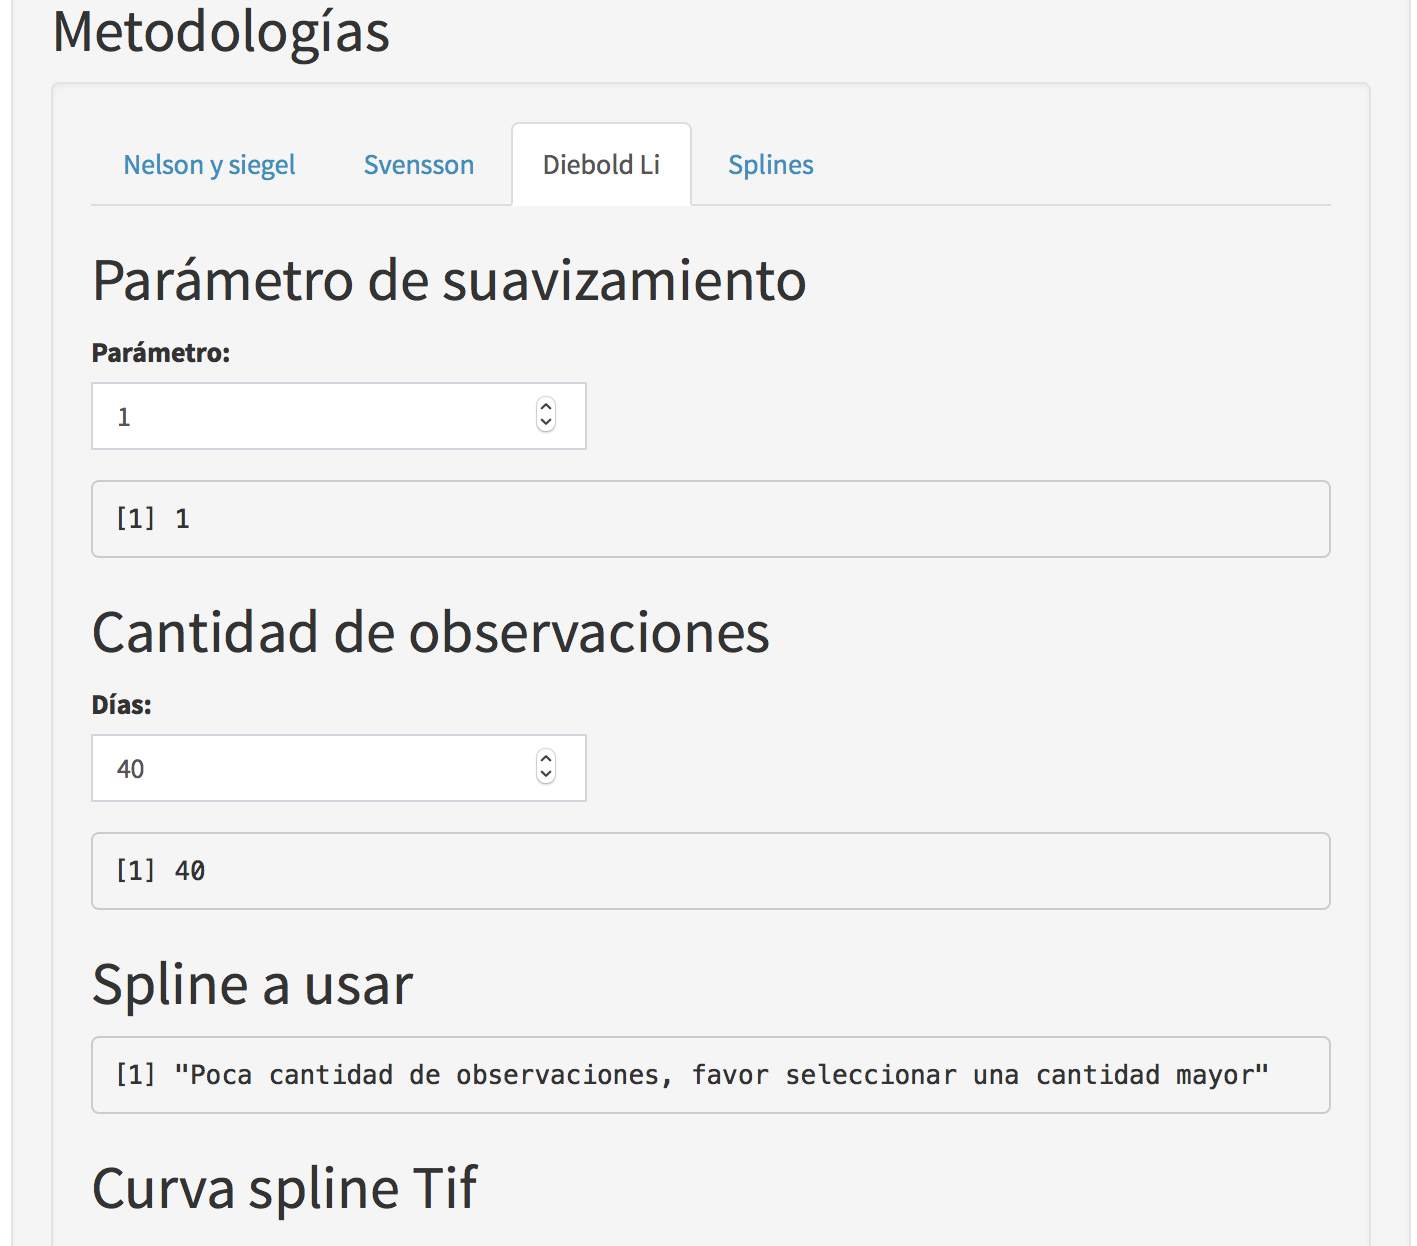 Metodologías
Nelson y siegel Svensson Diebold Li Splines
Parámetro de suavizamiento
Parámetro:
1
[1] 1
Cantidad de observaciones
Días:
40
[1] 40
Spline a usar
[1] "Poca cantidad de observaciones, favor seleccionar una cantidad mayor"
Curva spline Tif